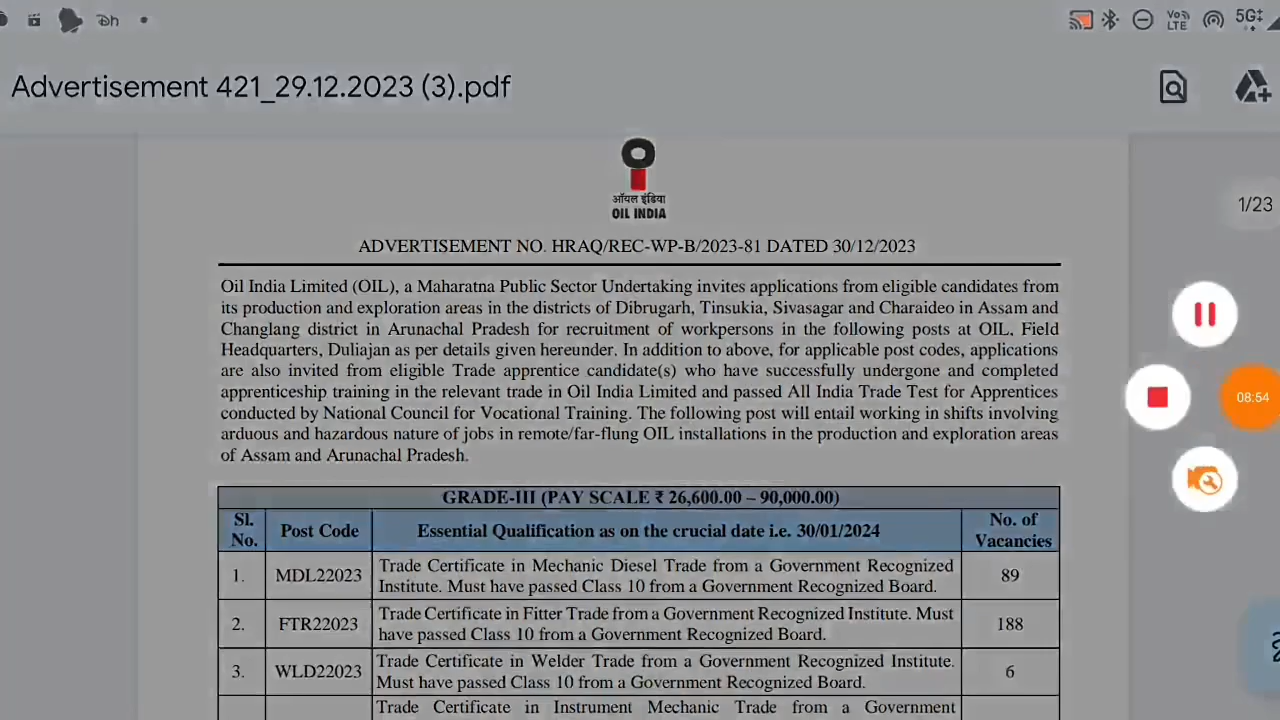 Vo))
LTE
5G
Advertisement 421_29.12.2023 (3).pdf
ऑयल इंडिया
OIL INDIA
1/23
ADVERTISEMENT NO. HRAQ/REC-WP-B/2023-81 DATED 30/12/2023
Oil India Limited (OIL), a Maharatna Public Sector Undertaking invites applications from eligible candidates from
its production and exploration areas in the districts of Dibrugarh, Tinsukia, Sivasagar and Charaideo in Assam and
Changlang district in Arunachal Pradesh for recruitment of workpersons in the following posts at OIL, Field
Headquarters, Duliajan as per details given hereunder. In addition to above, for applicable post codes, applications
are also invited from eligible Trade apprentice candidate(s) who have successfully undergone and completed
apprenticeship training in the relevant trade in Oil India Limited and passed All India Trade Test for Apprentices
conducted by National Council for Vocational Training. The following post will entail working in shifts involving
arduous and hazardous nature of jobs in remote/far-flung OIL installations in the production and exploration areas
of Assam and Arunachal Pradesh.
08:54
GRADE-III (PAY SCALE ₹ 26,600.00 – 90,000.00)
Sl. No. Post Code Essential Qualification as on the crucial date i.e. 30/01/2024 No. of Vacancies
1. MDL22023 Trade Certificate in Mechanic Diesel Trade from a Government Recognized
Institute. Must have passed Class 10 from a Government Recognized Board. 89
2. FTR22023 Trade Certificate in Fitter Trade from a Government Recognized Institute. Must
have passed Class 10 from a Government Recognized Board. 188
3. WLD22023 Trade Certificate in Welder Trade from a Government Recognized Institute.
Must have passed Class 10 from a Government Recognized Board. 6
Trade Certificate in Instrument Mechanic Trade from a Government